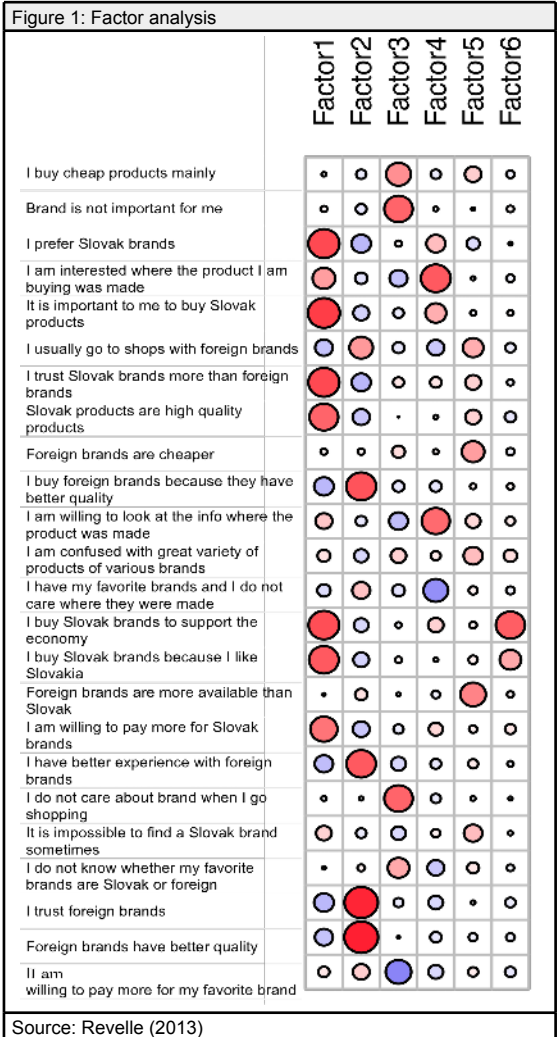 Figure 1: Factor analysis
Factor1
Factor2
Factor3
Factor4
Factor5
Factor6
I buy cheap products mainly
Brand is not important for me
I prefer Slovak brands
I am interested where the product I am
buying was made
It is important to me to buy Slovak
products
I usually go to shops with foreign brands
I trust Slovak brands more than foreign
brands
Slovak products are high quality
products
Foreign brands are cheaper
I buy foreign brands because they have
better quality
I am willing to look at the info where the
product was made
I am confused with great variety of
products of various brands
I have my favorite brands and I do not
care where they were made
I buy Slovak brands to support the
economy
I buy Slovak brands because I like
Slovakia
Foreign brands are more available than
Slovak
I am willing to pay more for Slovak
brands
I have better experience with foreign
brands
I do not care about brand when I go
shopping
It is impossible to find a Slovak brand
sometimes
I do not know whether my favorite
brands are Slovak or foreign
I trust foreign brands
Foreign brands have better quality
am
willing to pay more for my favorite brand
Source: Revelle (2013)